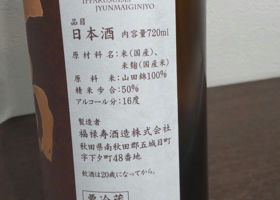 JYUNMAIGINJYO
品目
日本酒 内容量720ml
原材料名:米(国産)、
米麹(国産米)
原料米:山田錦100%
精米歩合:50%
アルコール分:16度
製造者
福禄寿酒造株式会社
秋田県南秋田郡五城目町
字下夕町48番地
飲酒は20歳になってから。
要冷蔵